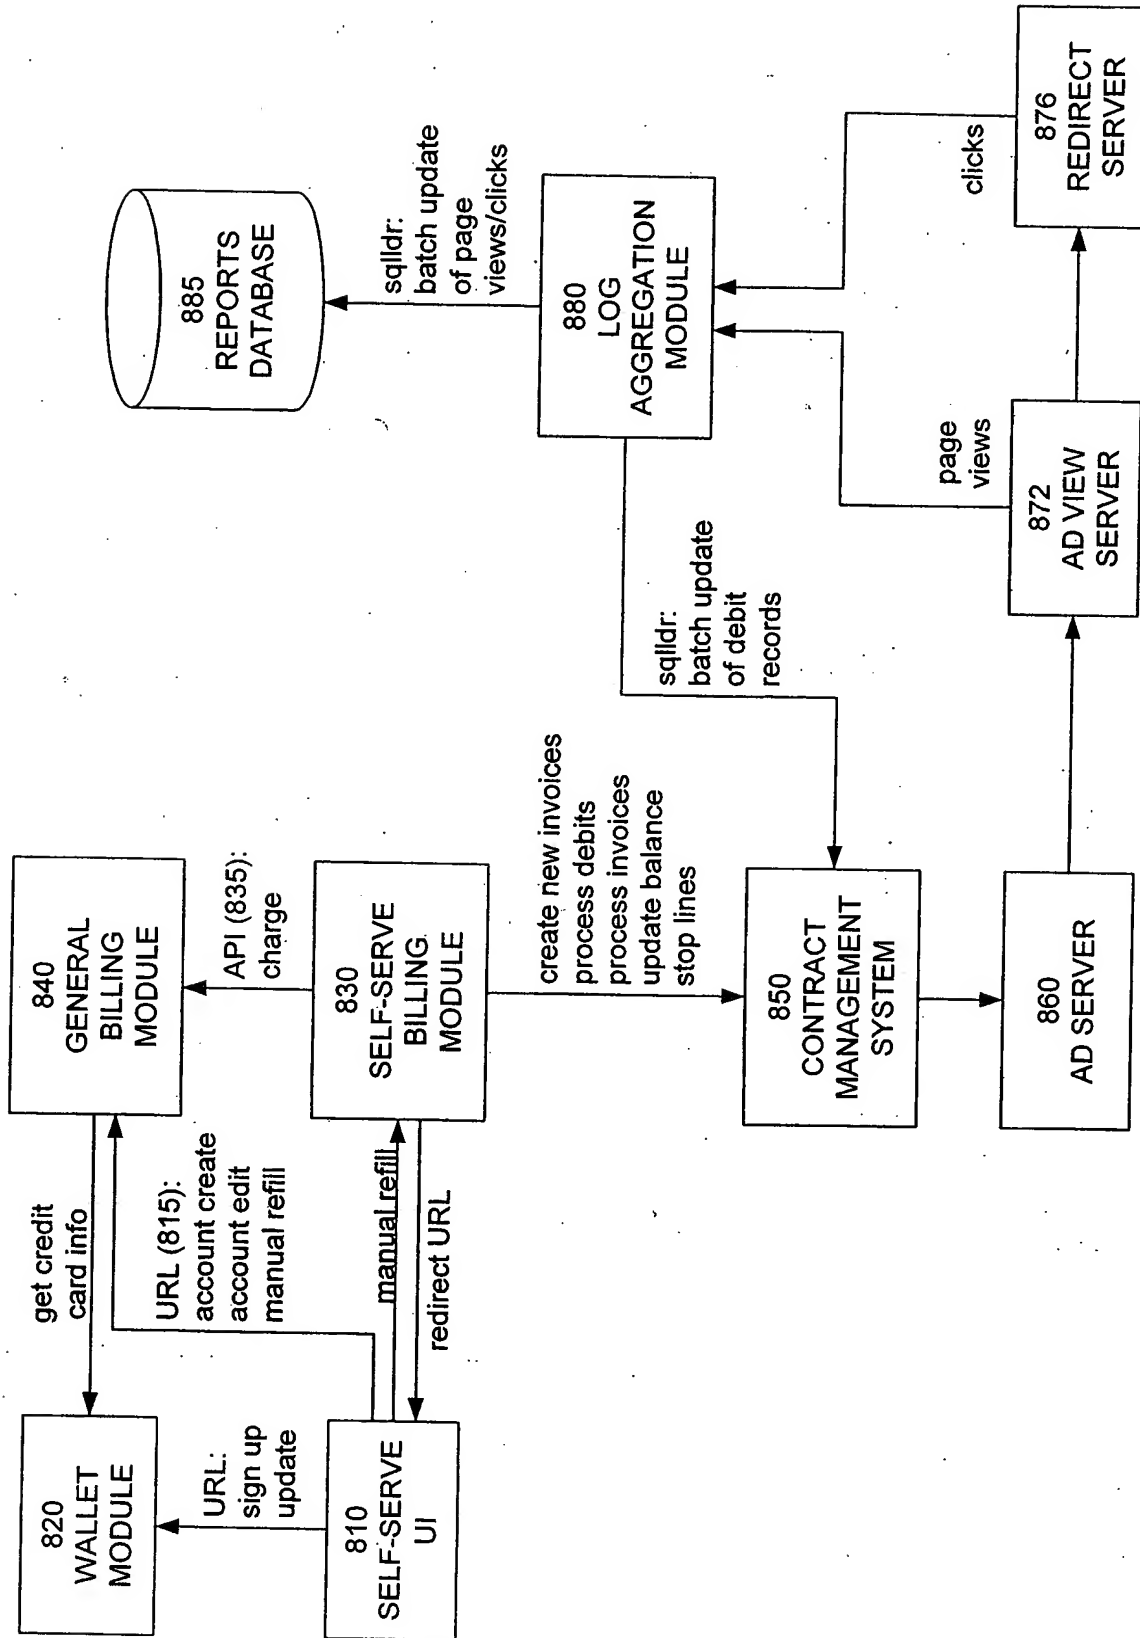 820
WALLET
MODULE
get credit
card info
840
GENERAL
BILLING
MODULE
885
REPORTS
DATABASE
URL:
sign up
update
URL (815):
account create
account edit
manual refill
API (835):
charge
sqlldr:
batch update
of page
views/clicks
810
SELF-SERVE
UI
manual refill
redirect URL
830
SELF-SERVE
BILLING
MODULE
880
LOG
AGGREGATION
MODULE
create new invoices
process debits
process invoices
update balance
stop lines
sqlldr:
batch update
of debit
records
850
CONTRACT
MANAGEMENT
SYSTEM
page
views
clicks
860
AD SERVER
872
AD VIEW
SERVER
876
REDIRECT
SERVER